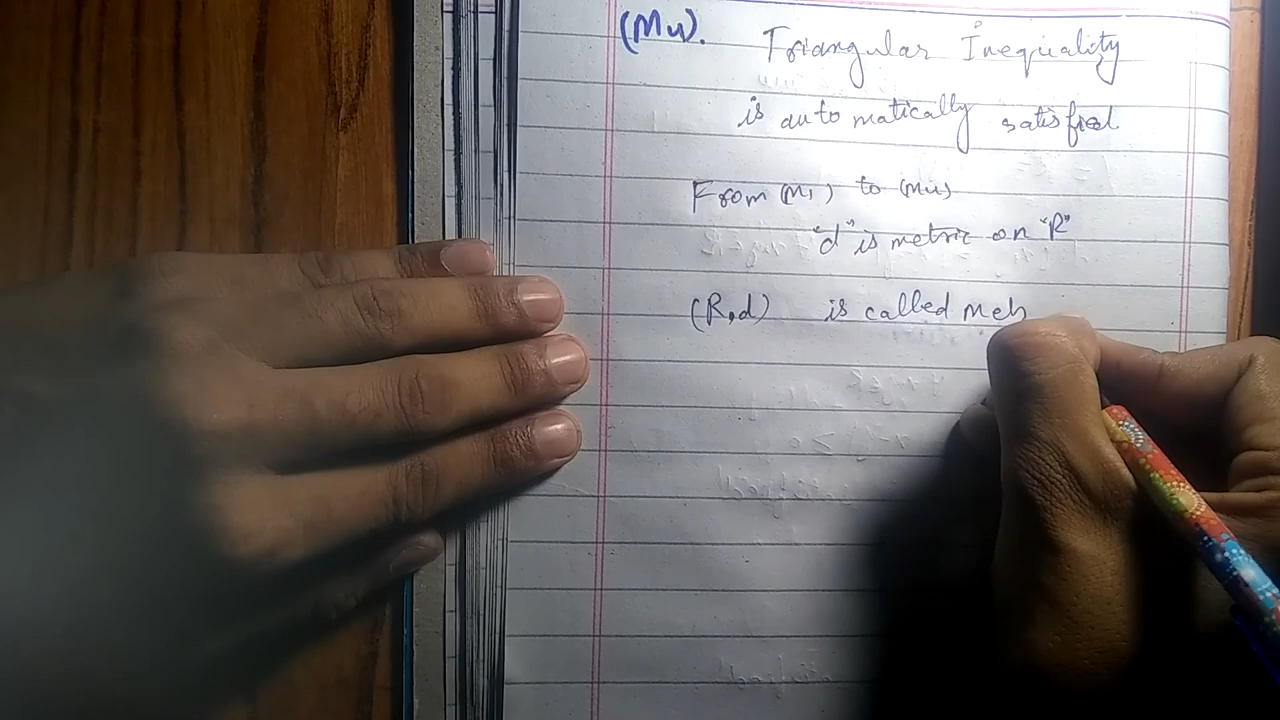 (M4). Triangular Inequality
is automatically satisfied
From (M1) to (M4)
"d" is metric on "R"
(R,d) is called Met